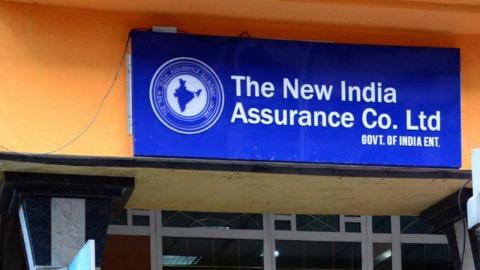 The New India
Assurance Co. Ltd
GOVT. OF INDIA ENT.